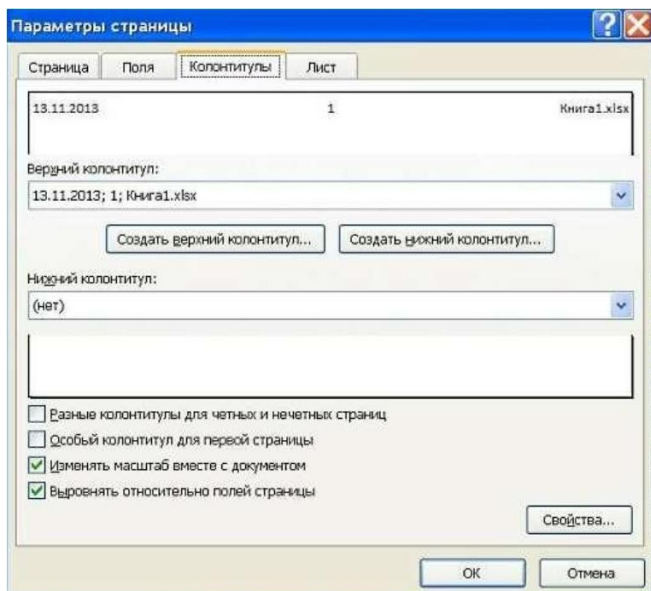 Параметры страницы
Страница Поля Колонтитулы Лист
13.11.2013 1 Книга1.xlsx
Верхний колонтитул:
13.11.2013; 1; Книга1.xlsx
Создать верхний колонтитул... Создать нижний колонтитул...
Нижний колонтитул:
(нет)
Разные колонтитулы для четных и нечетных страниц
Особый колонтитул для первой страницы
Изменять масштаб вместе с документом
Выровнять относительно полей страницы
Свойства...
ОК Отмена